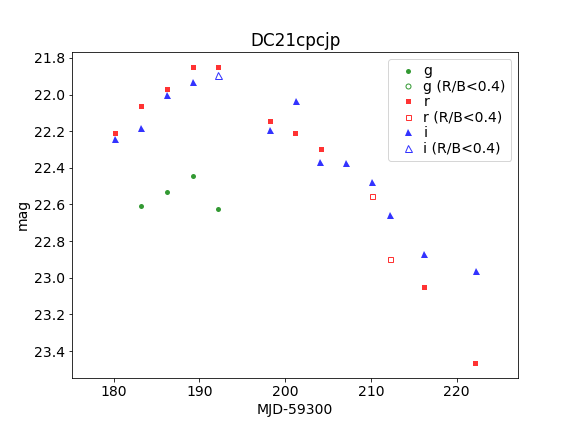 DC21cpcjp
g
g (R/B<0.4)
r
r (R/B<0.4)
i
i (R/B<0.4)
mag
21.8
22.0
22.2
22.4
22.6
22.8
23.0
23.2
23.4
180 190 200 210 220
MJD-59300